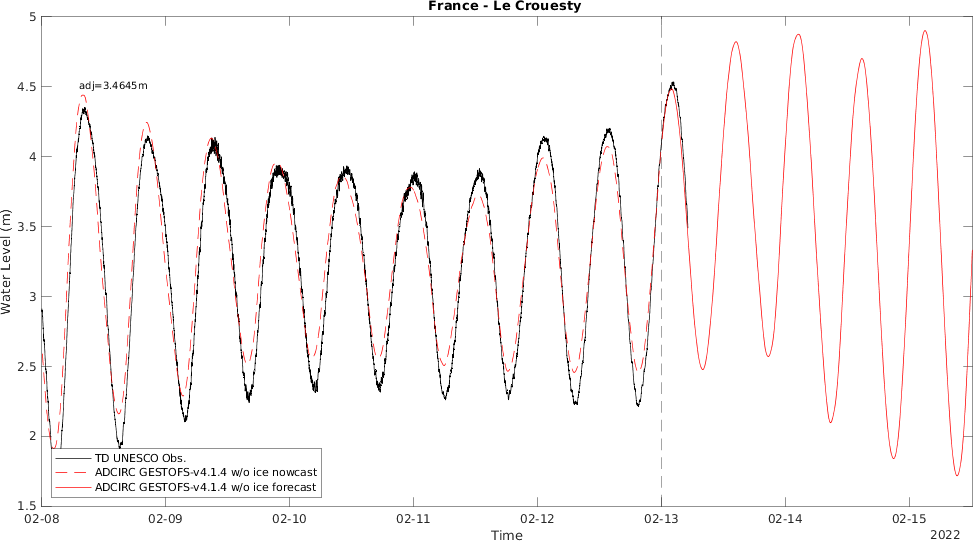 France - Le Crouesty
5
4.5
4
3.5
3
2.5
2
1.5
Water Level (m)
adj=3.4645m
TD UNESCO Obs.
ADCIRC GESTOFS-v4.1.4 w/o ice nowcast
ADCIRC GESTOFS-v4.1.4 w/o ice forecast
02-08 02-09 02-10 02-11 02-12 02-13 02-14 02-15
Time
2022